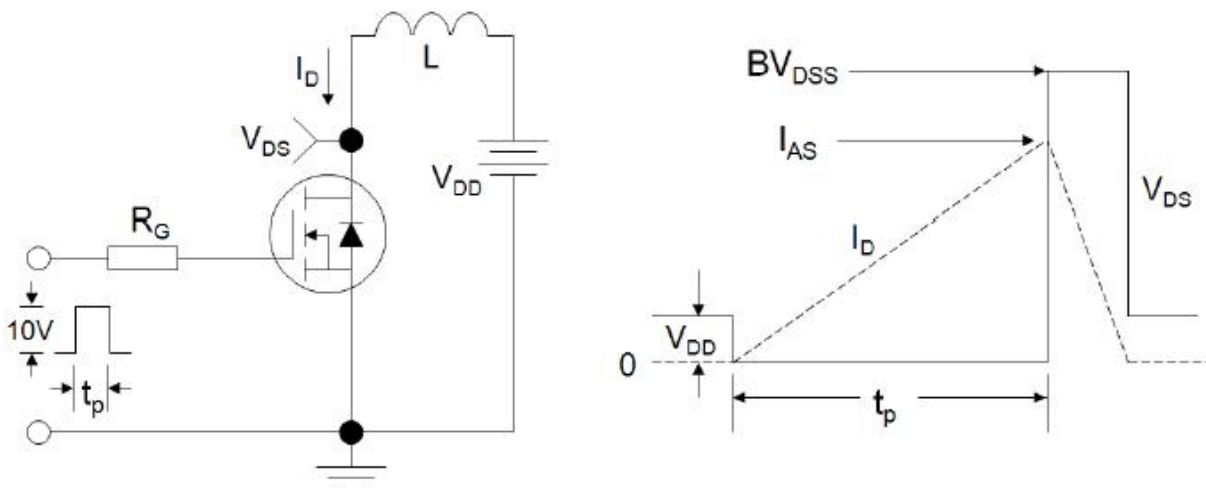 L
I_D
V_DS
V_DD
R_G
10V
t_p
BV_DSS
I_AS
V_DS
I_D
V_DD
0
t_p